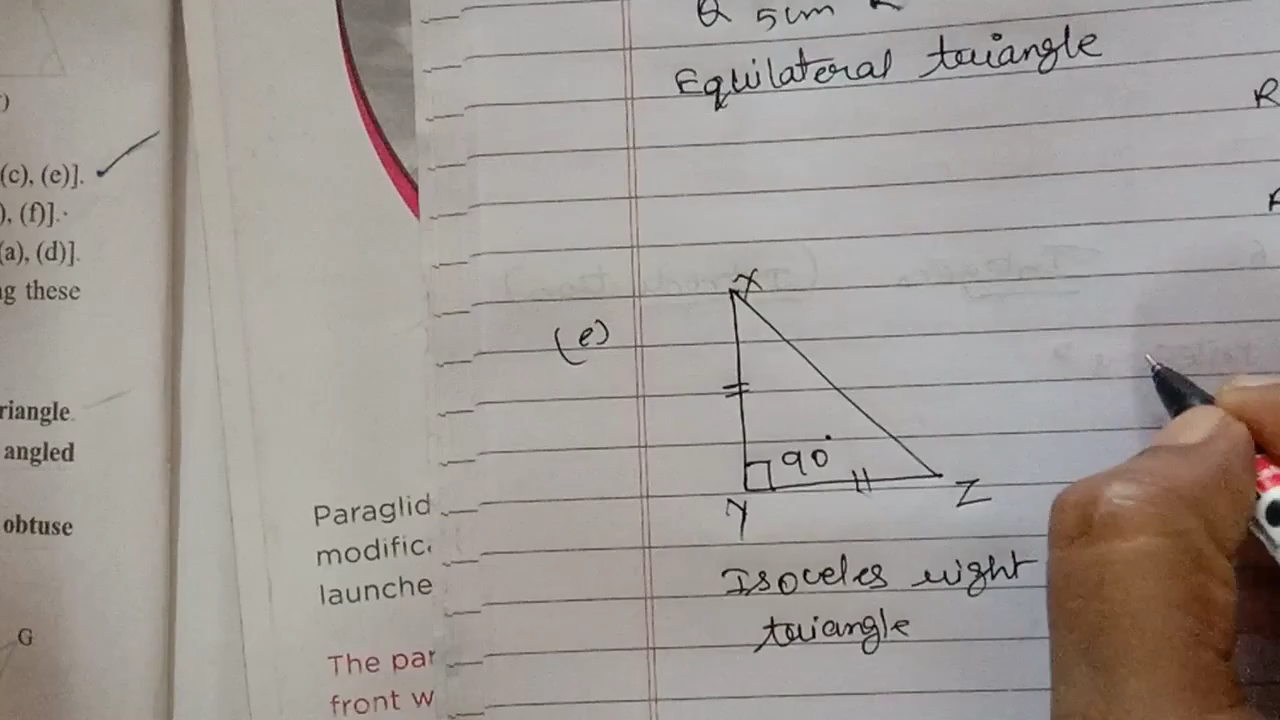 (c), (e)].
), (f)].
(a), (d)].
these
riangle
angled
obtuse
G
Paraglid
modific
launche
The par
front w
Q 5cm R
Equilateral triangle
R
(e)
X
90°
Y
Z
Isoceles right
triangle